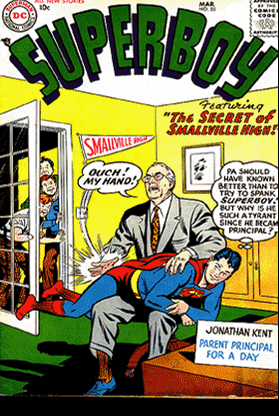 ALL NEW STORIES
SUPERMAN
DC
10¢
MAR.
NO. 55
APPROVED
BY THE
COMICS
CODE
AUTHORITY
SUPERBOY
Featuring
"THE SECRET OF
SMALLVILLE HIGH!"
SMALLVILLE HIGH
OUCH!
MY HAND!
PA SHOULD
HAVE KNOWN
BETTER THAN TO
TRY TO SPANK
SUPERBOY!
BUT WHY IS HE
SUCH A TYRANT
SINCE HE BECAME
PRINCIPAL?
JONATHAN KENT
PARENT PRINCIPAL
FOR A DAY